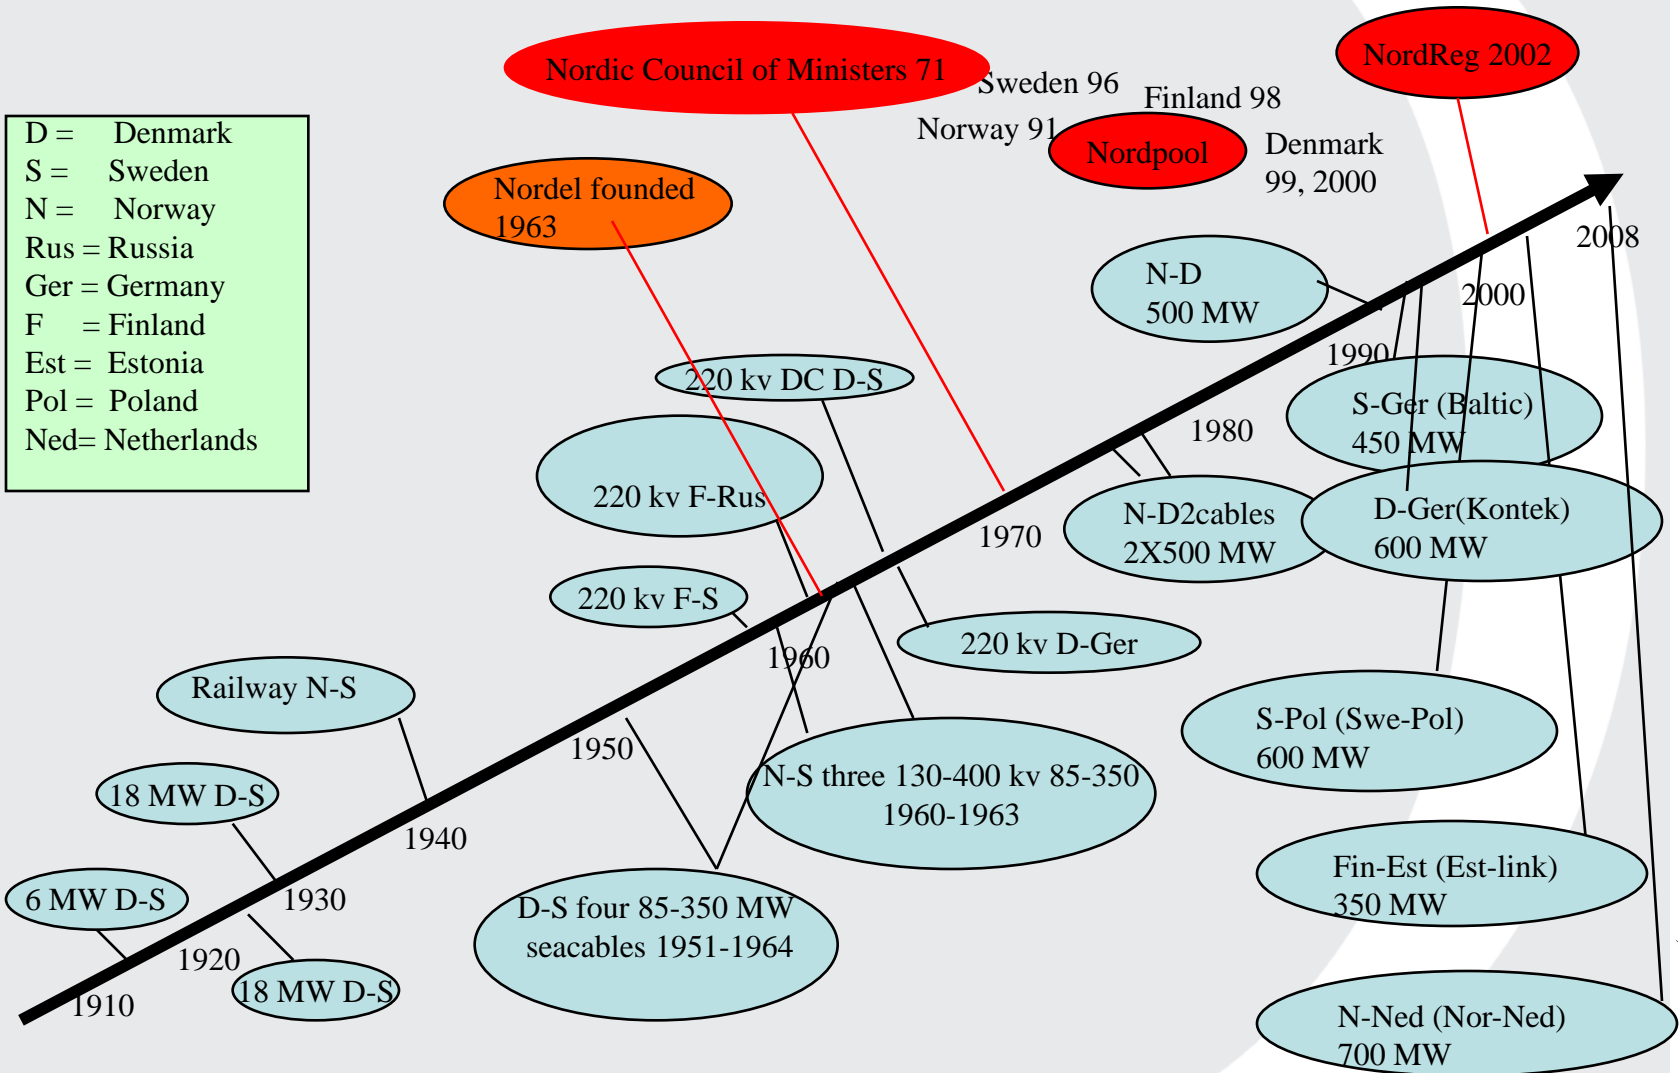 Nordic Council of Ministers 71
NordReg 2002
Sweden 96
Finland 98
Norway 91
Nordpool
Denmark
99, 2000
D = Denmark
S = Sweden
N = Norway
Rus = Russia
Ger = Germany
F = Finland
Est = Estonia
Pol = Poland
Ned= Netherlands
Nordel founded
1963
2008
N-D
500 MW
2000
1990
220 kv DC D-S
S-Ger (Baltic)
450 MW
1980
220 kv F-Rus
N-D2cables
2X500 MW
D-Ger(Kontek)
600 MW
1970
220 kv F-S
220 kv D-Ger
1960
Railway N-S
1950
S-Pol (Swe-Pol)
600 MW
N-S three 130-400 kv 85-350
1960-1963
18 MW D-S
1940
Fin-Est (Est-link)
350 MW
6 MW D-S
1930
D-S four 85-350 MW
seacables 1951-1964
1920
18 MW D-S
1910
N-Ned (Nor-Ned)
700 MW